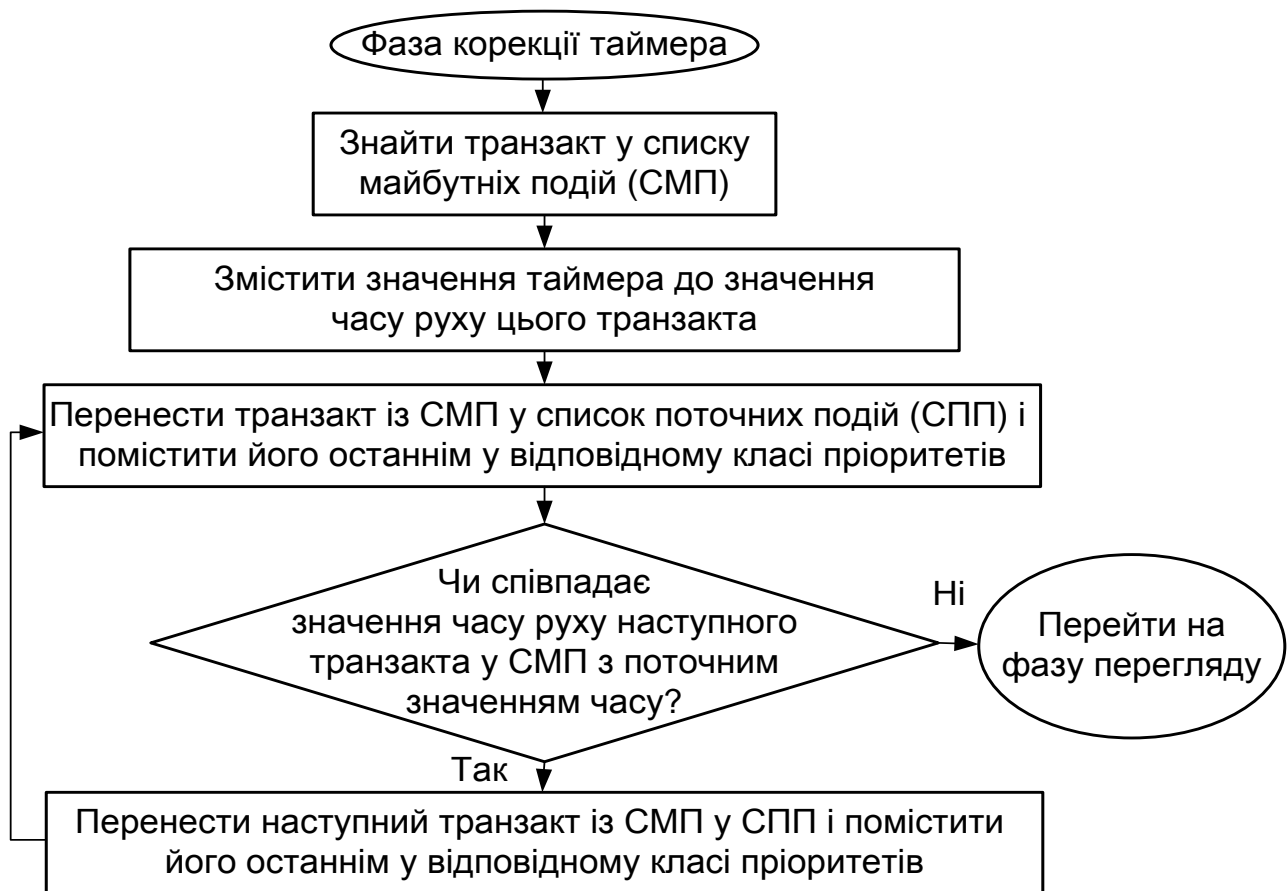 Фаза корекції таймера
Знайти транзакт у списку
майбутніх подій (СМП)
Змістити значення таймера до значення
часу руху цього транзакта
Перенести транзакт із СМП у список поточних подій (СПП) і
помістити його останнім у відповідному класі пріоритетів
Чи співпадає
значення часу руху наступного
транзакта у СМП з поточним
значенням часу?
Ні
Перейти на
фазу перегляду
Так
Перенести наступний транзакт із СМП у СПП і помістити
його останнім у відповідному класі пріоритетів